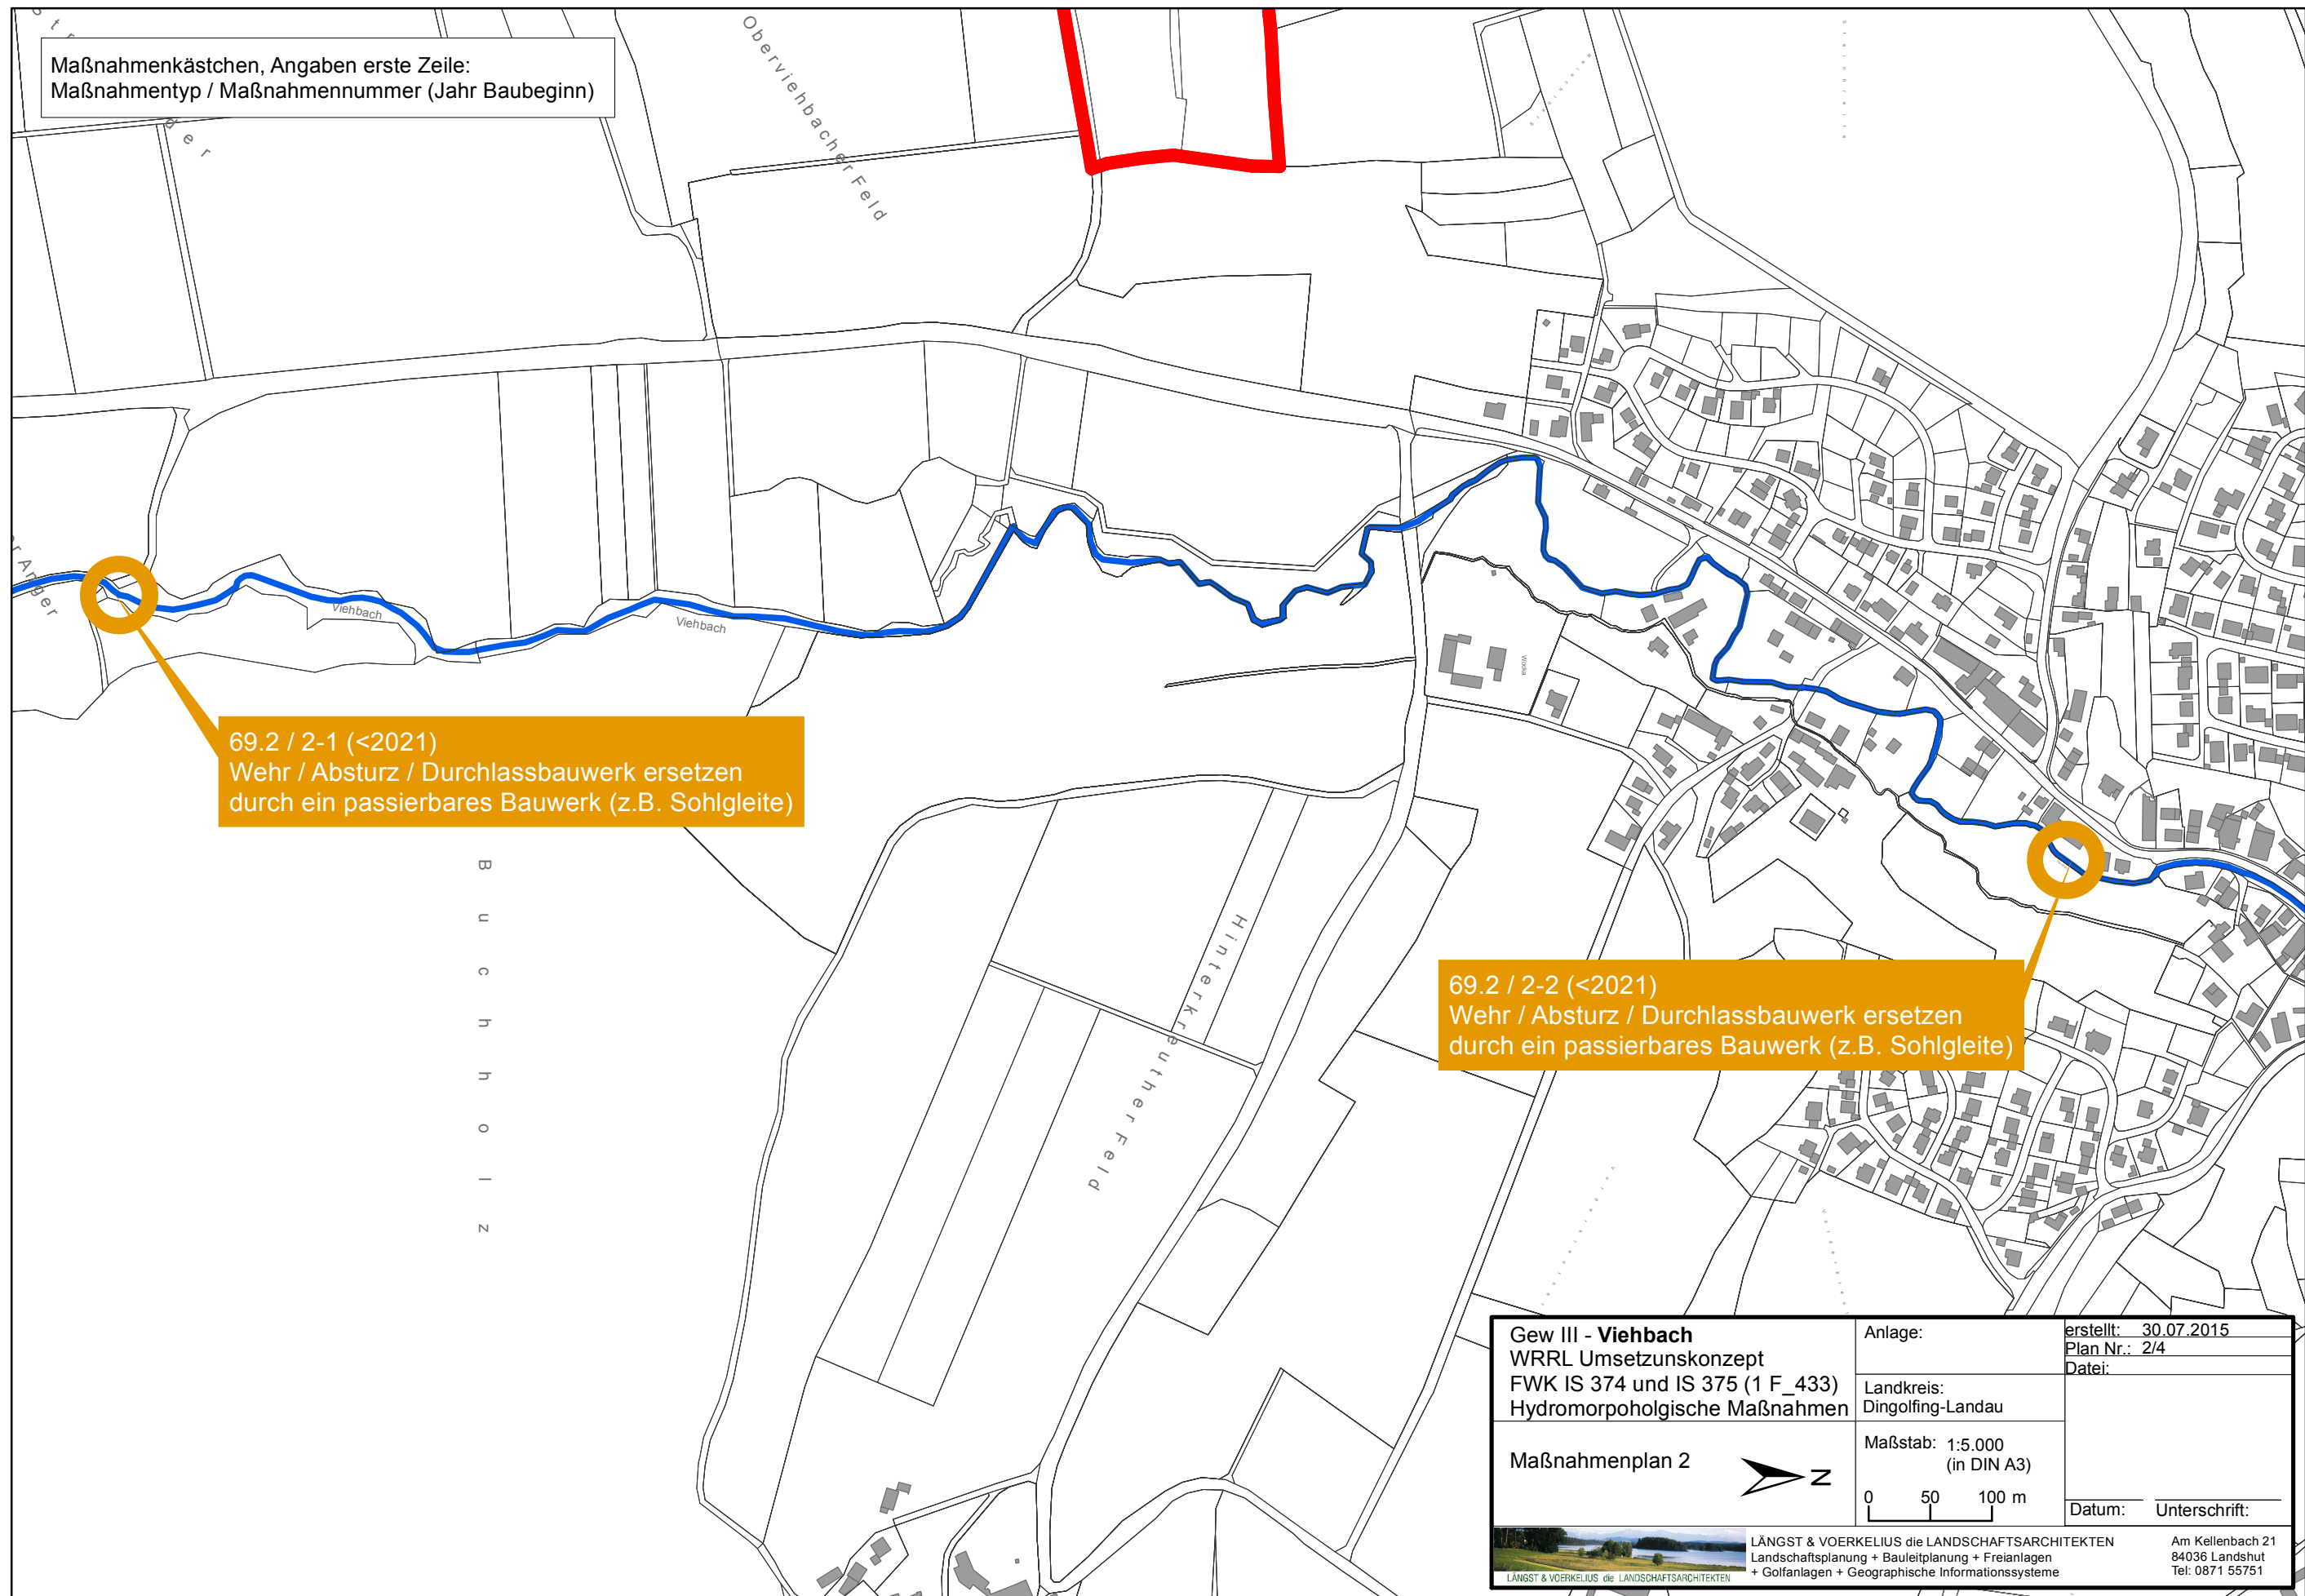 Maßnahmenkästchen, Angaben erste Zeile:
Maßnahmentyp / Maßnahmennummer (Jahr Baubeginn)
Oberviehbacher Feld
Viehbach
Viehbach
69.2 / 2-1 (<2021)
Wehr / Absturz / Durchlassbauwerk ersetzen
durch ein passierbares Bauwerk (z.B. Sohlgleite)
Buchholz
Hinterkreuther Feld
69.2 / 2-2 (<2021)
Wehr / Absturz / Durchlassbauwerk ersetzen
durch ein passierbares Bauwerk (z.B. Sohlgleite)
Gew III - Viehbach
WRRL Umsetzunskonzept
FWK IS 374 und IS 375 (1 F_433)
Hydromorpoholgische Maßnahmen
Maßnahmenplan 2
N
Anlage:
Landkreis:
Dingolfing-Landau
Maßstab: 1:5.000
(in DIN A3)
0 50 100 m
erstellt: 30.07.2015
Plan Nr.: 2/4
Datei:
Datum: Unterschrift:
LÄNGST & VOERKELIUS die LANDSCHAFTSARCHITEKTEN
LÄNGST & VOERKELIUS die LANDSCHAFTSARCHITEKTEN
Landschaftsplanung + Bauleitplanung + Freianlagen
+ Golfanlagen + Geographische Informationssysteme
Am Kellenbach 21
84036 Landshut
Tel: 0871 55751